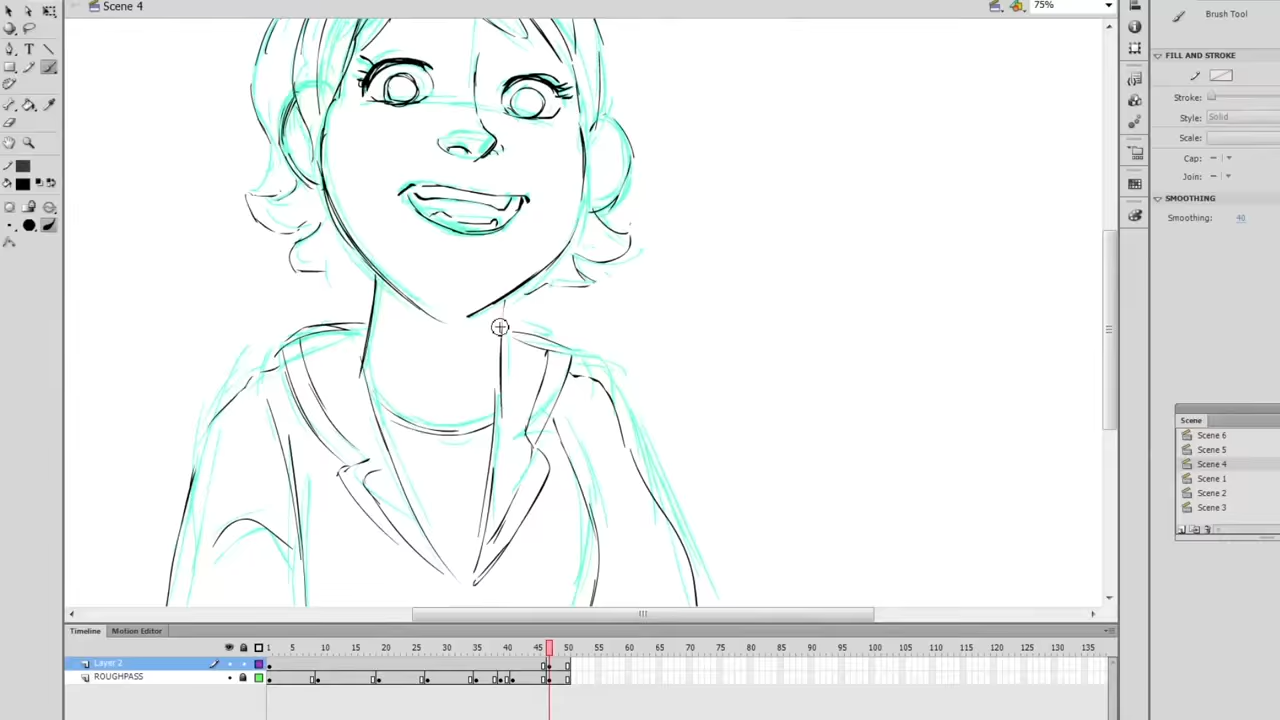 Scene 4
75%
Brush Tool
FILL AND STROKE
Stroke:
Style: Solid
Scale:
Cap:
Join:
SMOOTHING
Smoothing: 40
Scene
Scene 6
Scene 5
Scene 4
Scene 1
Scene 2
Scene 3
Timeline Motion Editor
1 5 10 15 20 25 30 35 40 45 50 55 60 65 70 75 80 85 90 95 100 105 110 115 120 125 130 135
Layer 2
ROUGHPASS